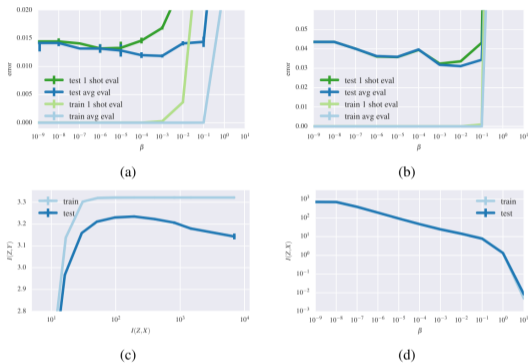 0.020
0.015
0.010
0.005
0.000
error
test 1 shot eval
test avg eval
train 1 shot eval
train avg eval
10⁻⁹ 10⁻⁸ 10⁻⁷ 10⁻⁶ 10⁻⁵ 10⁻⁴ 10⁻³ 10⁻² 10⁻¹ 10⁰ 10¹
β
(a)
0.06
0.05
0.04
0.03
0.02
0.01
0.00
error
test 1 shot eval
test avg eval
train 1 shot eval
train avg eval
10⁻⁹ 10⁻⁸ 10⁻⁷ 10⁻⁶ 10⁻⁵ 10⁻⁴ 10⁻³ 10⁻² 10⁻¹ 10⁰ 10¹
β
(b)
3.3
3.2
3.1
3.0
2.9
2.8
I(Z,Y)
train
test
10¹ 10² 10³ 10⁴
I(Z,X)
(c)
10³
10²
10¹
10⁰
10⁻¹
10⁻²
10⁻³
I(Z,X)
train
test
10⁻⁹ 10⁻⁸ 10⁻⁷ 10⁻⁶ 10⁻⁵ 10⁻⁴ 10⁻³ 10⁻² 10⁻¹ 10⁰ 10¹
β
(d)